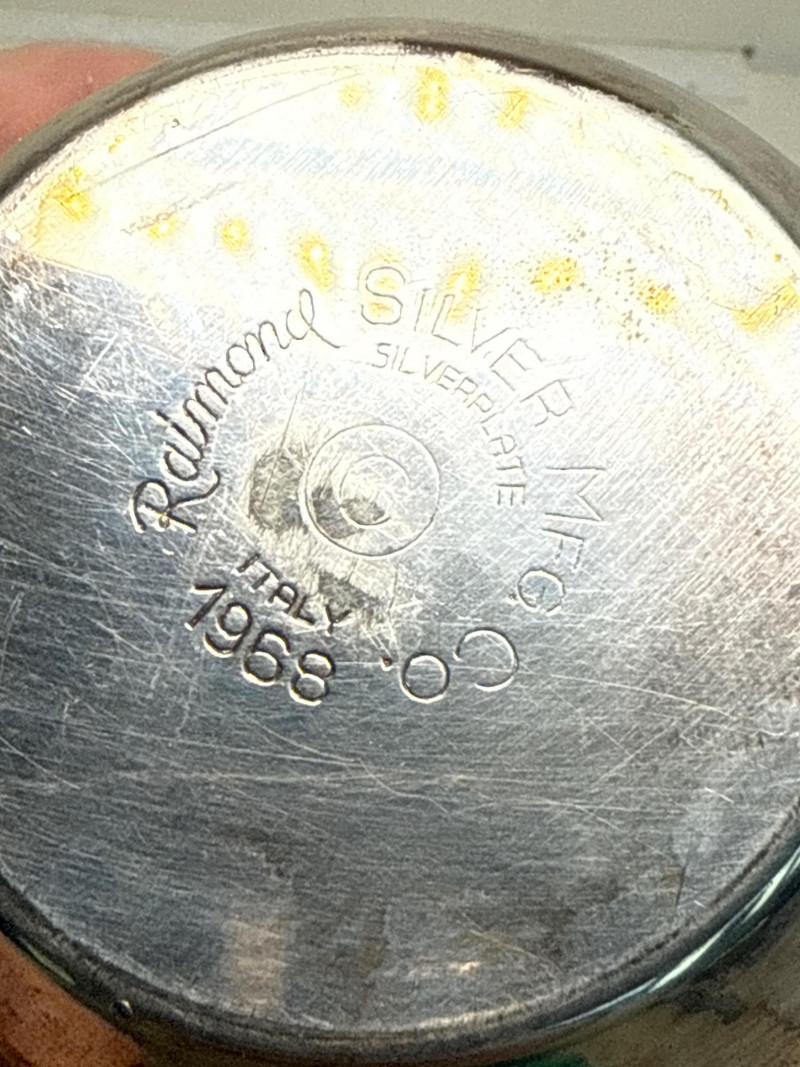 Raimond SILVER MFG Co.
SILVERPLATE
©
ITALY
1968